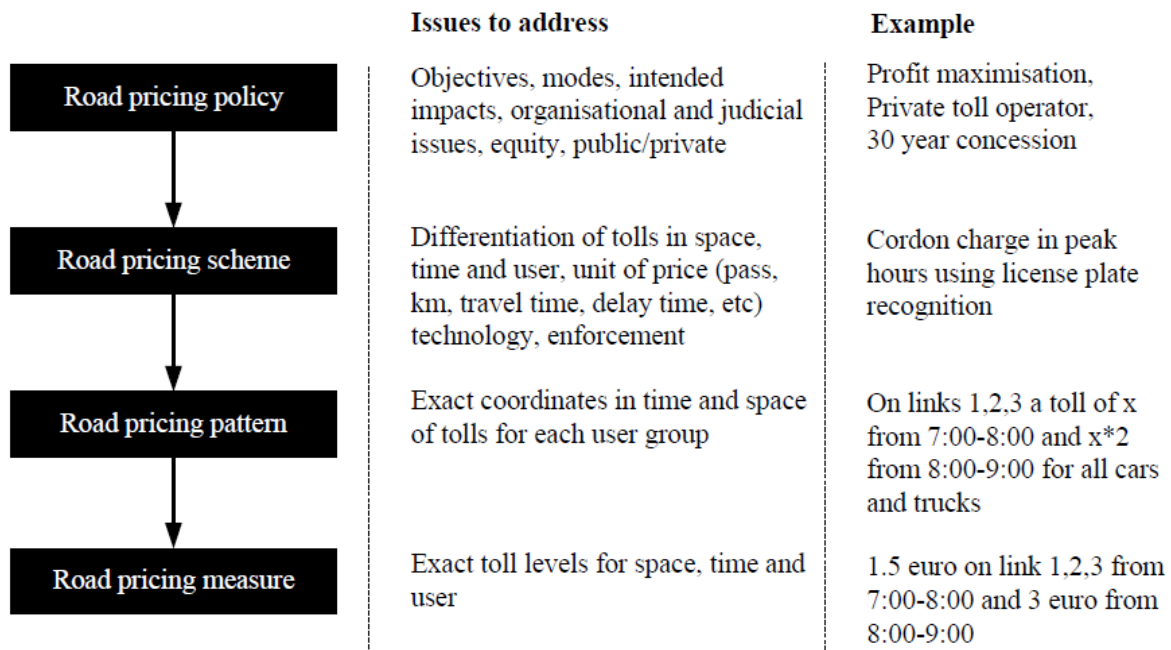 Issues to address
Example
Road pricing policy
Objectives, modes, intended
impacts, organisational and judicial
issues, equity, public/private
Profit maximisation,
Private toll operator,
30 year concession
Road pricing scheme
Differentiation of tolls in space,
time and user, unit of price (pass,
km, travel time, delay time, etc)
technology, enforcement
Cordon charge in peak
hours using license plate
recognition
Road pricing pattern
Exact coordinates in time and space
of tolls for each user group
On links 1,2,3 a toll of x
from 7:00-8:00 and x*2
from 8:00-9:00 for all cars
and trucks
Road pricing measure
Exact toll levels for space, time and
user
1.5 euro on link 1,2,3 from
7:00-8:00 and 3 euro from
8:00-9:00